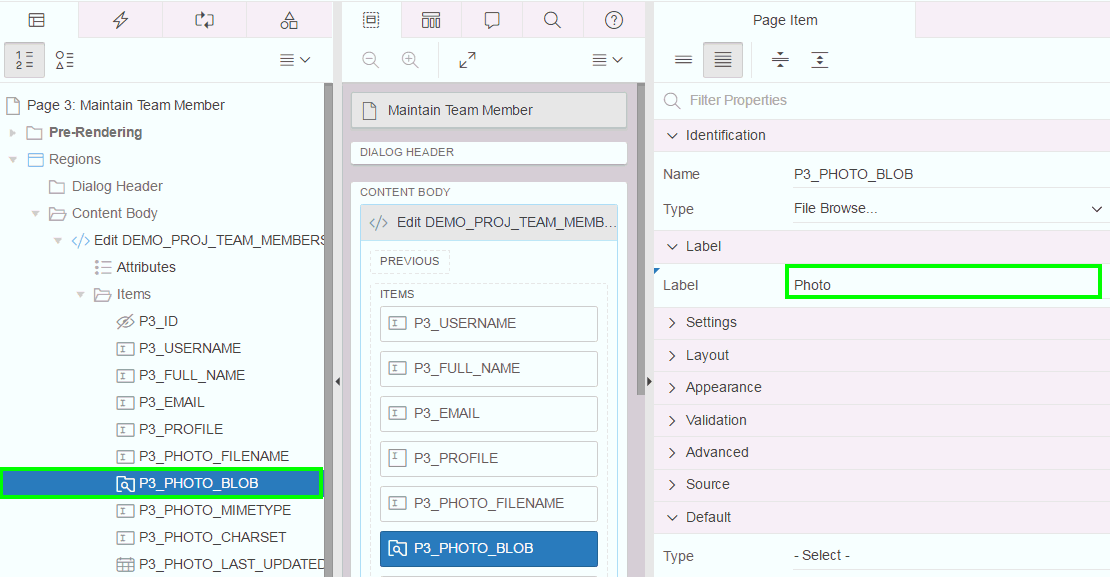 Page 3: Maintain Team Member
Pre-Rendering
Regions
Dialog Header
Content Body
Edit DEMO_PROJ_TEAM_MEMBERS
Attributes
Items
P3_ID
P3_USERNAME
P3_FULL_NAME
P3_EMAIL
P3_PROFILE
P3_PHOTO_FILENAME
P3_PHOTO_BLOB
P3_PHOTO_MIMETYPE
P3_PHOTO_CHARSET
P3_PHOTO_LAST_UPDATED
Maintain Team Member
DIALOG HEADER
CONTENT BODY
Edit DEMO_PROJ_TEAM_MEMB...
PREVIOUS
ITEMS
P3_USERNAME
P3_FULL_NAME
P3_EMAIL
P3_PROFILE
P3_PHOTO_FILENAME
P3_PHOTO_BLOB
Page Item
Filter Properties
Identification
Name P3_PHOTO_BLOB
Type File Browse...
Label
Label Photo
Settings
Layout
Appearance
Validation
Advanced
Source
Default
Type - Select -